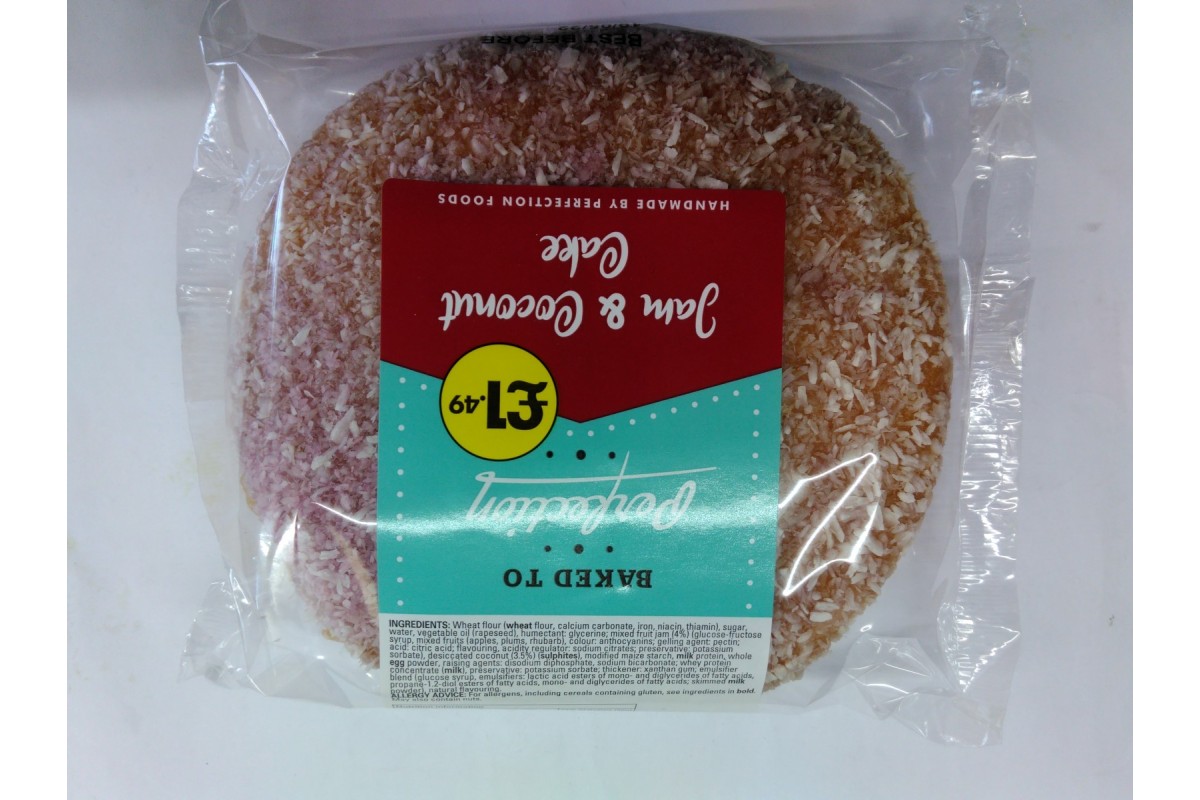 BEST BEFORE
HANDMADE BY PERFECTION FOODS
Jam & Coconut
Cake
£1.49
BAKED TO
Perfection
INGREDIENTS: Wheat flour (wheat flour, calcium carbonate, iron, niacin, thiamin), sugar,
water, vegetable oil (rapeseed), humectant: glycerine; mixed fruit jam (4%) (glucose-fructose
syrup, mixed fruits (apples, plums, rhubarb), colour: anthocyanins; gelling agent: pectin;
acid: citric acid; flavouring, acidity regulator: sodium citrates; preservative: potassium
sorbate), desiccated coconut (3.5%) (sulphites), modified maize starch, milk protein, whole
egg powder, raising agents: disodium diphosphate, sodium bicarbonate; whey protein
concentrate (milk), preservative: potassium sorbate; thickener: xanthan gum; emulsifier
blend (glucose syrup, emulsifiers: lactic acid esters of mono- and diglycerides of fatty acids,
propane-1,2-diol esters of fatty acids, mono- and diglycerides of fatty acids; skimmed milk
powder), natural flavouring.
ALLERGY ADVICE: For allergens, including cereals containing gluten, see ingredients in bold.
May also contain nuts.